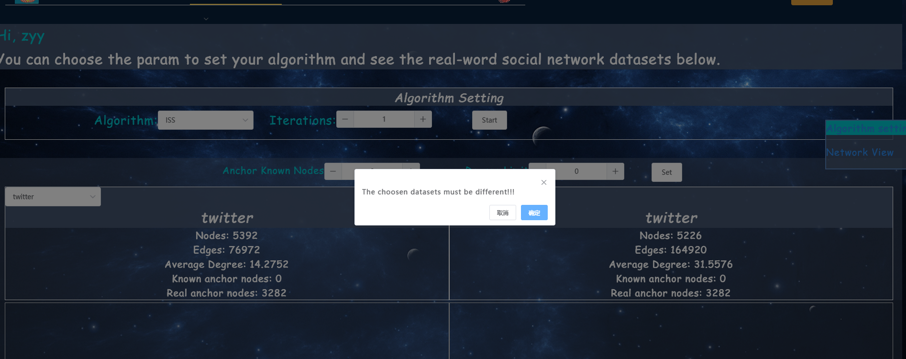 Hi, zyy
You can choose the param to set your algorithm and see the real-word social network datasets below.
Algorithm Setting
Algorithm: ISS Iterations: − 1 + Start
Network View
Anchor Known Nodes − 0 + Set
The choosen datasets must be different!!!
取消 确定
twitter
twitter twitter
Nodes: 5392 Nodes: 5226
Edges: 76972 Edges: 164920
Average Degree: 14.2752 Average Degree: 31.5576
Known anchor nodes: 0 Known anchor nodes: 0
Real anchor nodes: 3282 Real anchor nodes: 3282